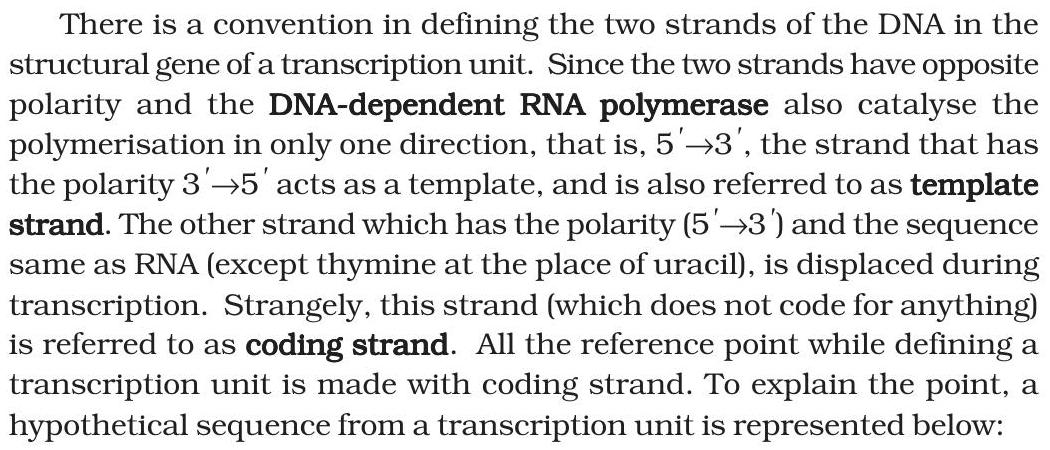 There is a convention in defining the two strands of the DNA in the
structural gene of a transcription unit. Since the two strands have opposite
polarity and the DNA-dependent RNA polymerase also catalyse the
polymerisation in only one direction, that is, 5'→3', the strand that has
the polarity 3'→5' acts as a template, and is also referred to as template
strand. The other strand which has the polarity (5'→3') and the sequence
same as RNA (except thymine at the place of uracil), is displaced during
transcription. Strangely, this strand (which does not code for anything)
is referred to as coding strand. All the reference point while defining a
transcription unit is made with coding strand. To explain the point, a
hypothetical sequence from a transcription unit is represented below: